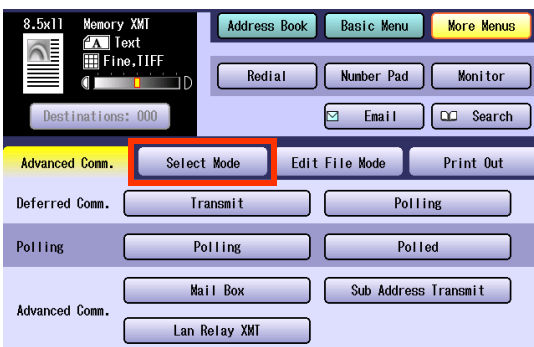 8.5x11 Memory XMT
A Text
Fine,TIFF
D
Destinations: 000
Address Book Basic Menu More Menus
Redial Number Pad Monitor
Email Search
Advanced Comm. Select Mode Edit File Mode Print Out
Deferred Comm. Transmit Polling
Polling Polling Polled
Advanced Comm. Mail Box Sub Address Transmit
Lan Relay XMT